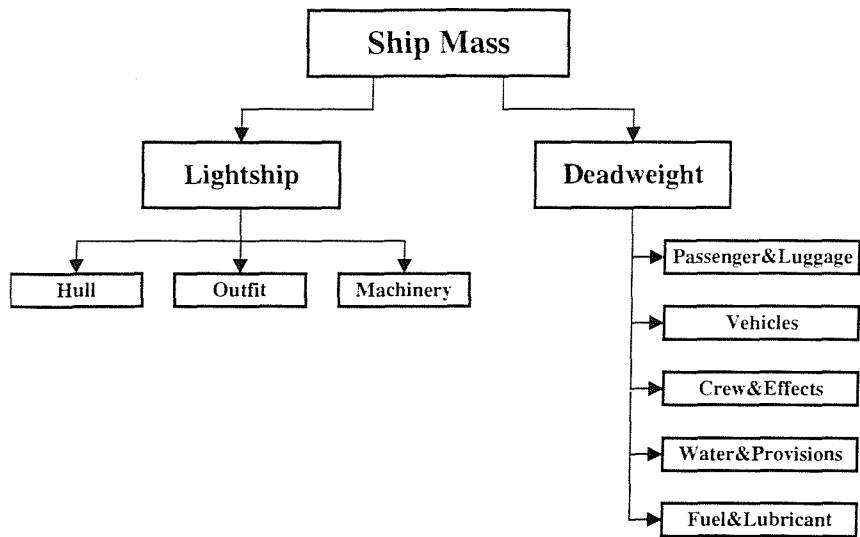 Ship Mass
Lightship
Deadweight
Hull
Outfit
Machinery
Passenger&Luggage
Vehicles
Crew&Effects
Water&Provisions
Fuel&Lubricant